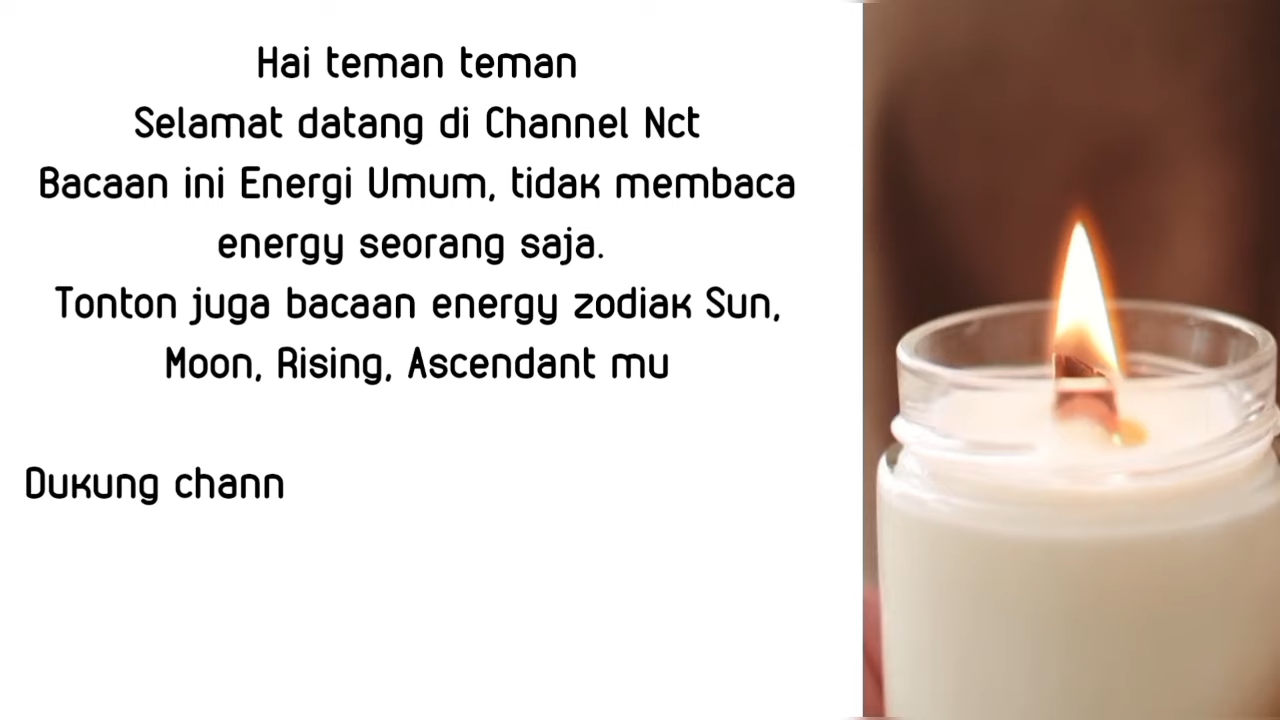 Hai teman teman
Selamat datang di Channel Nct
Bacaan ini Energi Umum, tidak membaca
energy seorang saja.
Tonton juga bacaan energy zodiak Sun,
Moon, Rising, Ascendant mu
Dukung chann